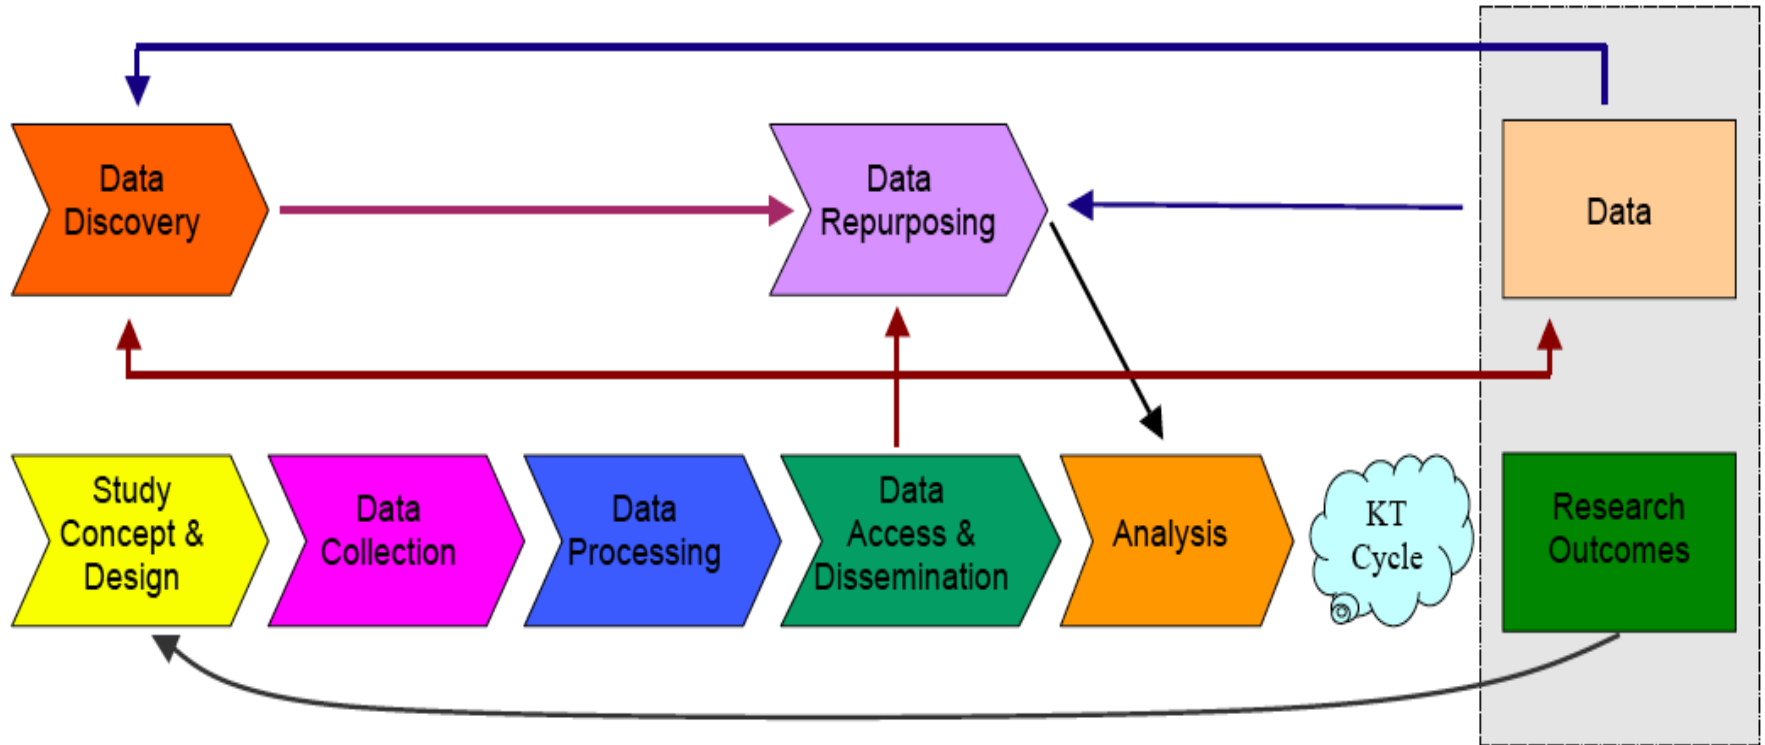 Data
Discovery
Data
Repurposing
Data
Study
Concept &
Design
Data
Collection
Data
Processing
Data
Access &
Dissemination
Analysis
KT
Cycle
Research
Outcomes